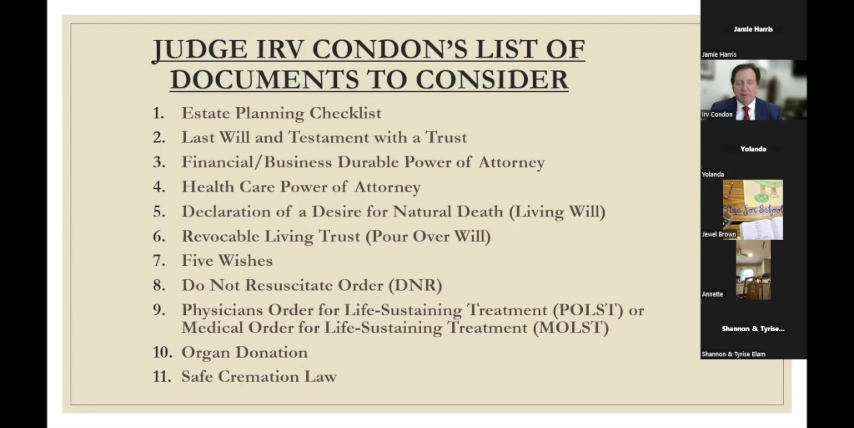 JUDGE IRV CONDON'S LIST OF
DOCUMENTS TO CONSIDER
1. Estate Planning Checklist
2. Last Will and Testament with a Trust
3. Financial/Business Durable Power of Attorney
4. Health Care Power of Attorney
5. Declaration of a Desire for Natural Death (Living Will)
6. Revocable Living Trust (Pour Over Will)
7. Five Wishes
8. Do Not Resuscitate Order (DNR)
9. Physicians Order for Life-Sustaining Treatment (POLST) or
Medical Order for Life-Sustaining Treatment (MOLST)
10. Organ Donation
11. Safe Cremation Law
Jamie Harris
Jamie Harris
Irv Condon
Yolanda
Yolanda
for School
Jewel Brown
Annette
Shannon & Tyrise...
Shannon & Tyrise Elam